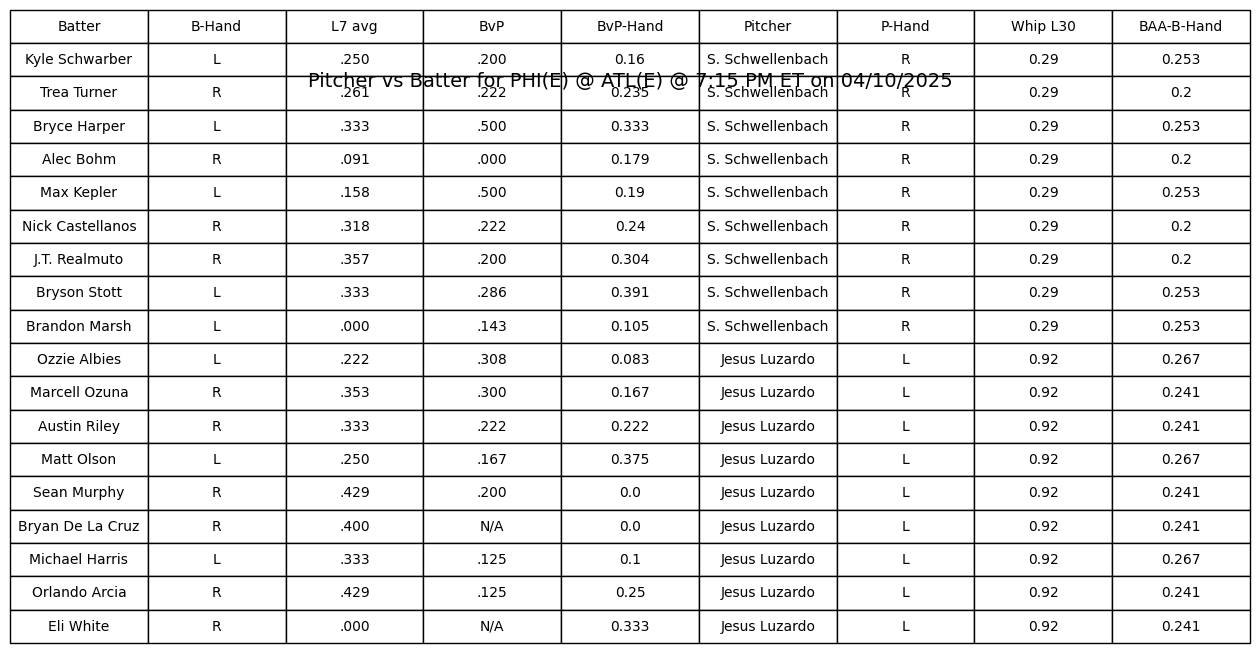 Batter B-Hand L7 avg BvP BvP-Hand Pitcher P-Hand Whip L30 BAA-B-Hand
Kyle Schwarber L .250 .200 0.16 S. Schwellenbach R 0.29 0.253
Pitcher vs Batter for PHI(E) @ ATL(E) @ 7:15 PM ET on 04/10/2025
Trea Turner R .261 .222 0.235 S. Schwellenbach R 0.29 0.2
Bryce Harper L .333 .500 0.333 S. Schwellenbach R 0.29 0.253
Alec Bohm R .091 .000 0.179 S. Schwellenbach R 0.29 0.2
Max Kepler L .158 .500 0.19 S. Schwellenbach R 0.29 0.253
Nick Castellanos R .318 .222 0.24 S. Schwellenbach R 0.29 0.2
J.T. Realmuto R .357 .200 0.304 S. Schwellenbach R 0.29 0.2
Bryson Stott L .333 .286 0.391 S. Schwellenbach R 0.29 0.253
Brandon Marsh L .000 .143 0.105 S. Schwellenbach R 0.29 0.253
Ozzie Albies L .222 .308 0.083 Jesus Luzardo L 0.92 0.267
Marcell Ozuna R .353 .300 0.167 Jesus Luzardo L 0.92 0.241
Austin Riley R .333 .222 0.222 Jesus Luzardo L 0.92 0.241
Matt Olson L .250 .167 0.375 Jesus Luzardo L 0.92 0.267
Sean Murphy R .429 .200 0.0 Jesus Luzardo L 0.92 0.241
Bryan De La Cruz R .400 N/A 0.0 Jesus Luzardo L 0.92 0.241
Michael Harris L .333 .125 0.1 Jesus Luzardo L 0.92 0.267
Orlando Arcia R .429 .125 0.25 Jesus Luzardo L 0.92 0.241
Eli White R .000 N/A 0.333 Jesus Luzardo L 0.92 0.241